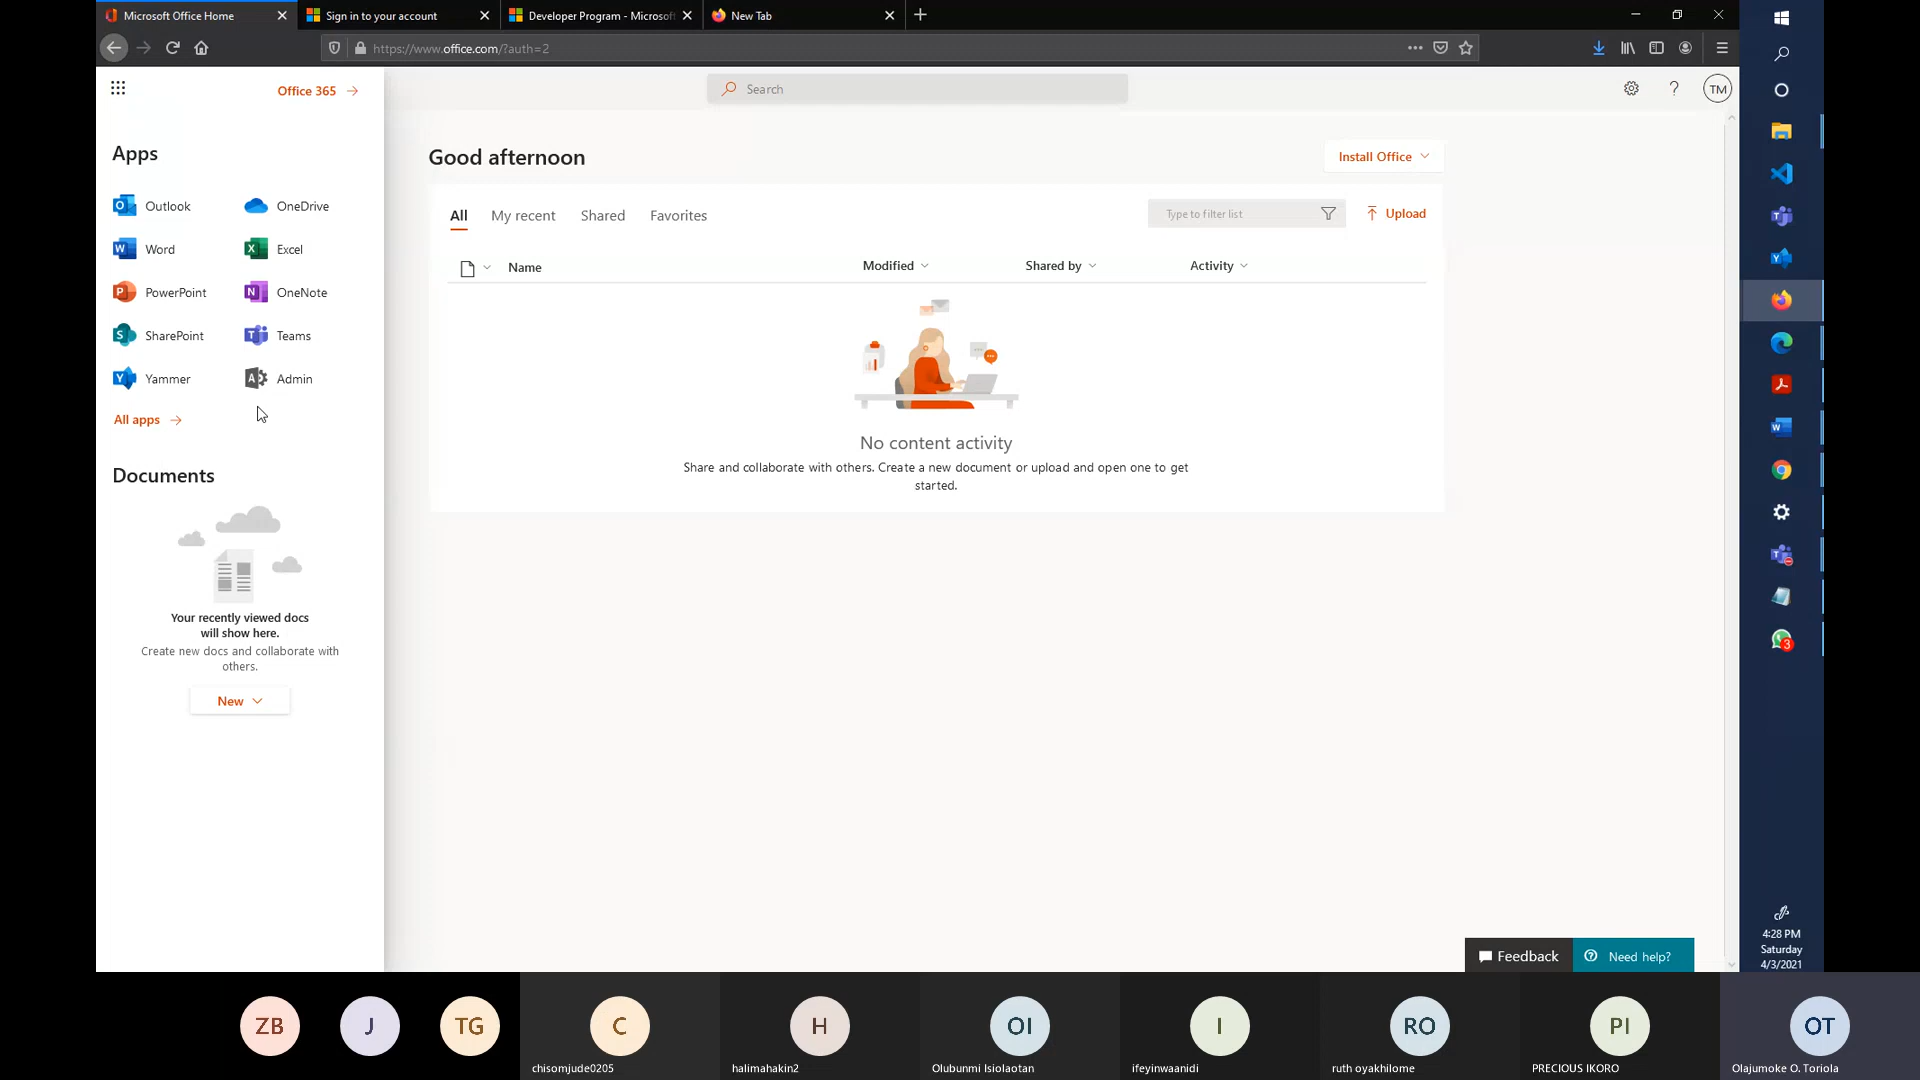 Microsoft Office Home
Sign in to your account
Developer Program - Microsof
New Tab
https://www.office.com/?auth=2
Office 365
Search
TM
Apps
Outlook
OneDrive
Word
Excel
PowerPoint
OneNote
SharePoint
Teams
Yammer
Admin
All apps
Documents
Your recently viewed docs
will show here.
Create new docs and collaborate with
others.
New
Good afternoon
Install Office
All
My recent
Shared
Favorites
Type to filter list
Upload
Name
Modified
Shared by
Activity
No content activity
Share and collaborate with others. Create a new document or upload and open one to get
started.
Feedback
Need help?
3
4:28 PM
Saturday
4/3/2021
ZB
J
TG
C
chisomjude0205
H
halimahakin2
OI
Olubunmi Isiolaotan
I
ifeyinwaanidi
RO
ruth oyakhilome
PI
PRECIOUS IKORO
OT
Olajumoke O. Toriola